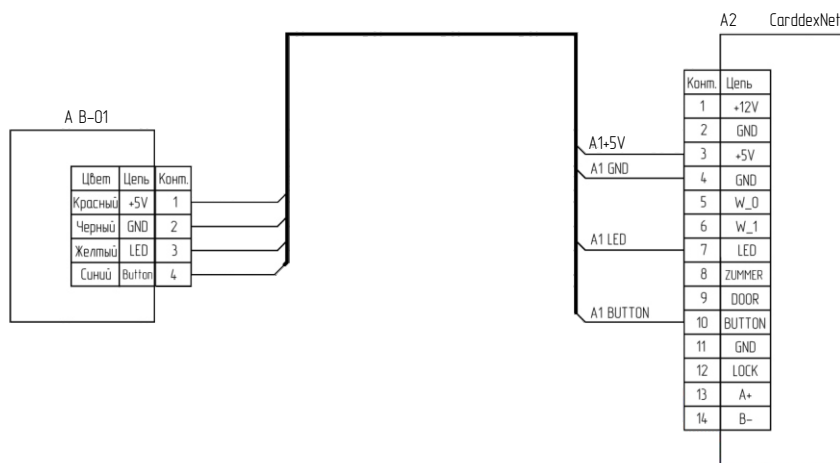 A2 CarddexNet
Конт. Цепь
1 +12V
2 GND
3 +5V
4 GND
5 W_0
6 W_1
7 LED
8 ZUMMER
9 DOOR
10 BUTTON
11 GND
12 LOCK
13 A+
14 B-
A B-01
Цвет Цепь Конт.
Красный +5V 1
Черный GND 2
Желтый LED 3
Синий Button 4
A1+5V
A1 GND
A1 LED
A1 BUTTON